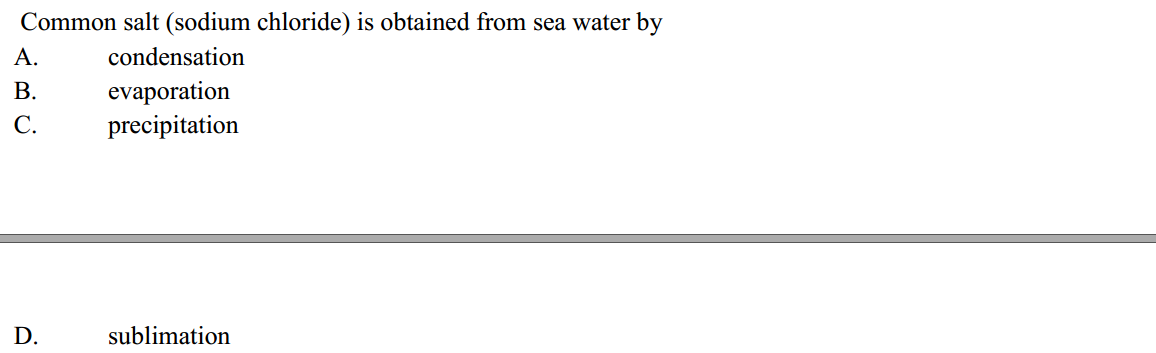 Common salt (sodium chloride) is obtained from sea water by
A. condensation
B. evaporation
C. precipitation
D. sublimation